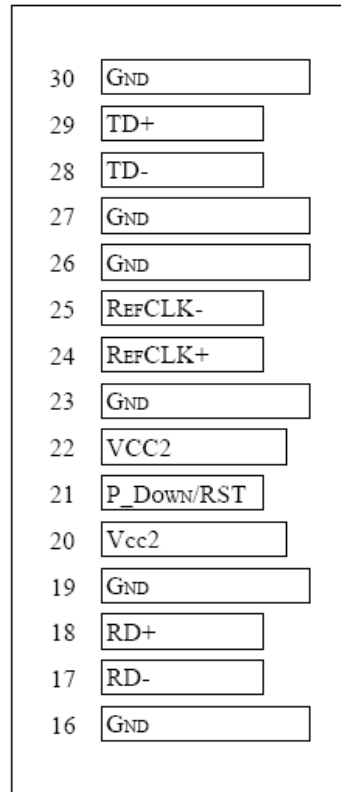 30 GND
29 TD+
28 TD-
27 GND
26 GND
25 REFCLK-
24 REFCLK+
23 GND
22 VCC2
21 P_DOWN/RST
20 Vcc2
19 GND
18 RD+
17 RD-
16 GND